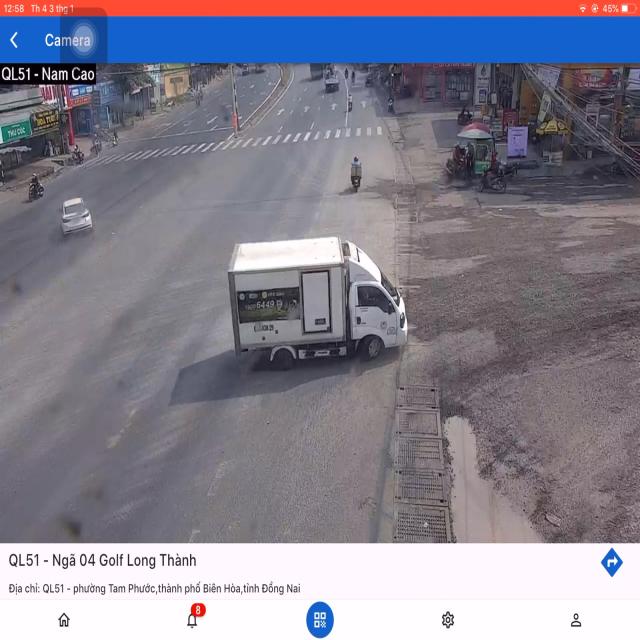 12:58 Th 4 3 thg 1
45%
Camera
QL51 - Nam Cao
THU CÚC
6449
QL51 - Ngã 04 Golf Long Thành
Địa chỉ: QL51 - phường Tam Phước,thành phố Biên Hòa,tỉnh Đồng Nai
8